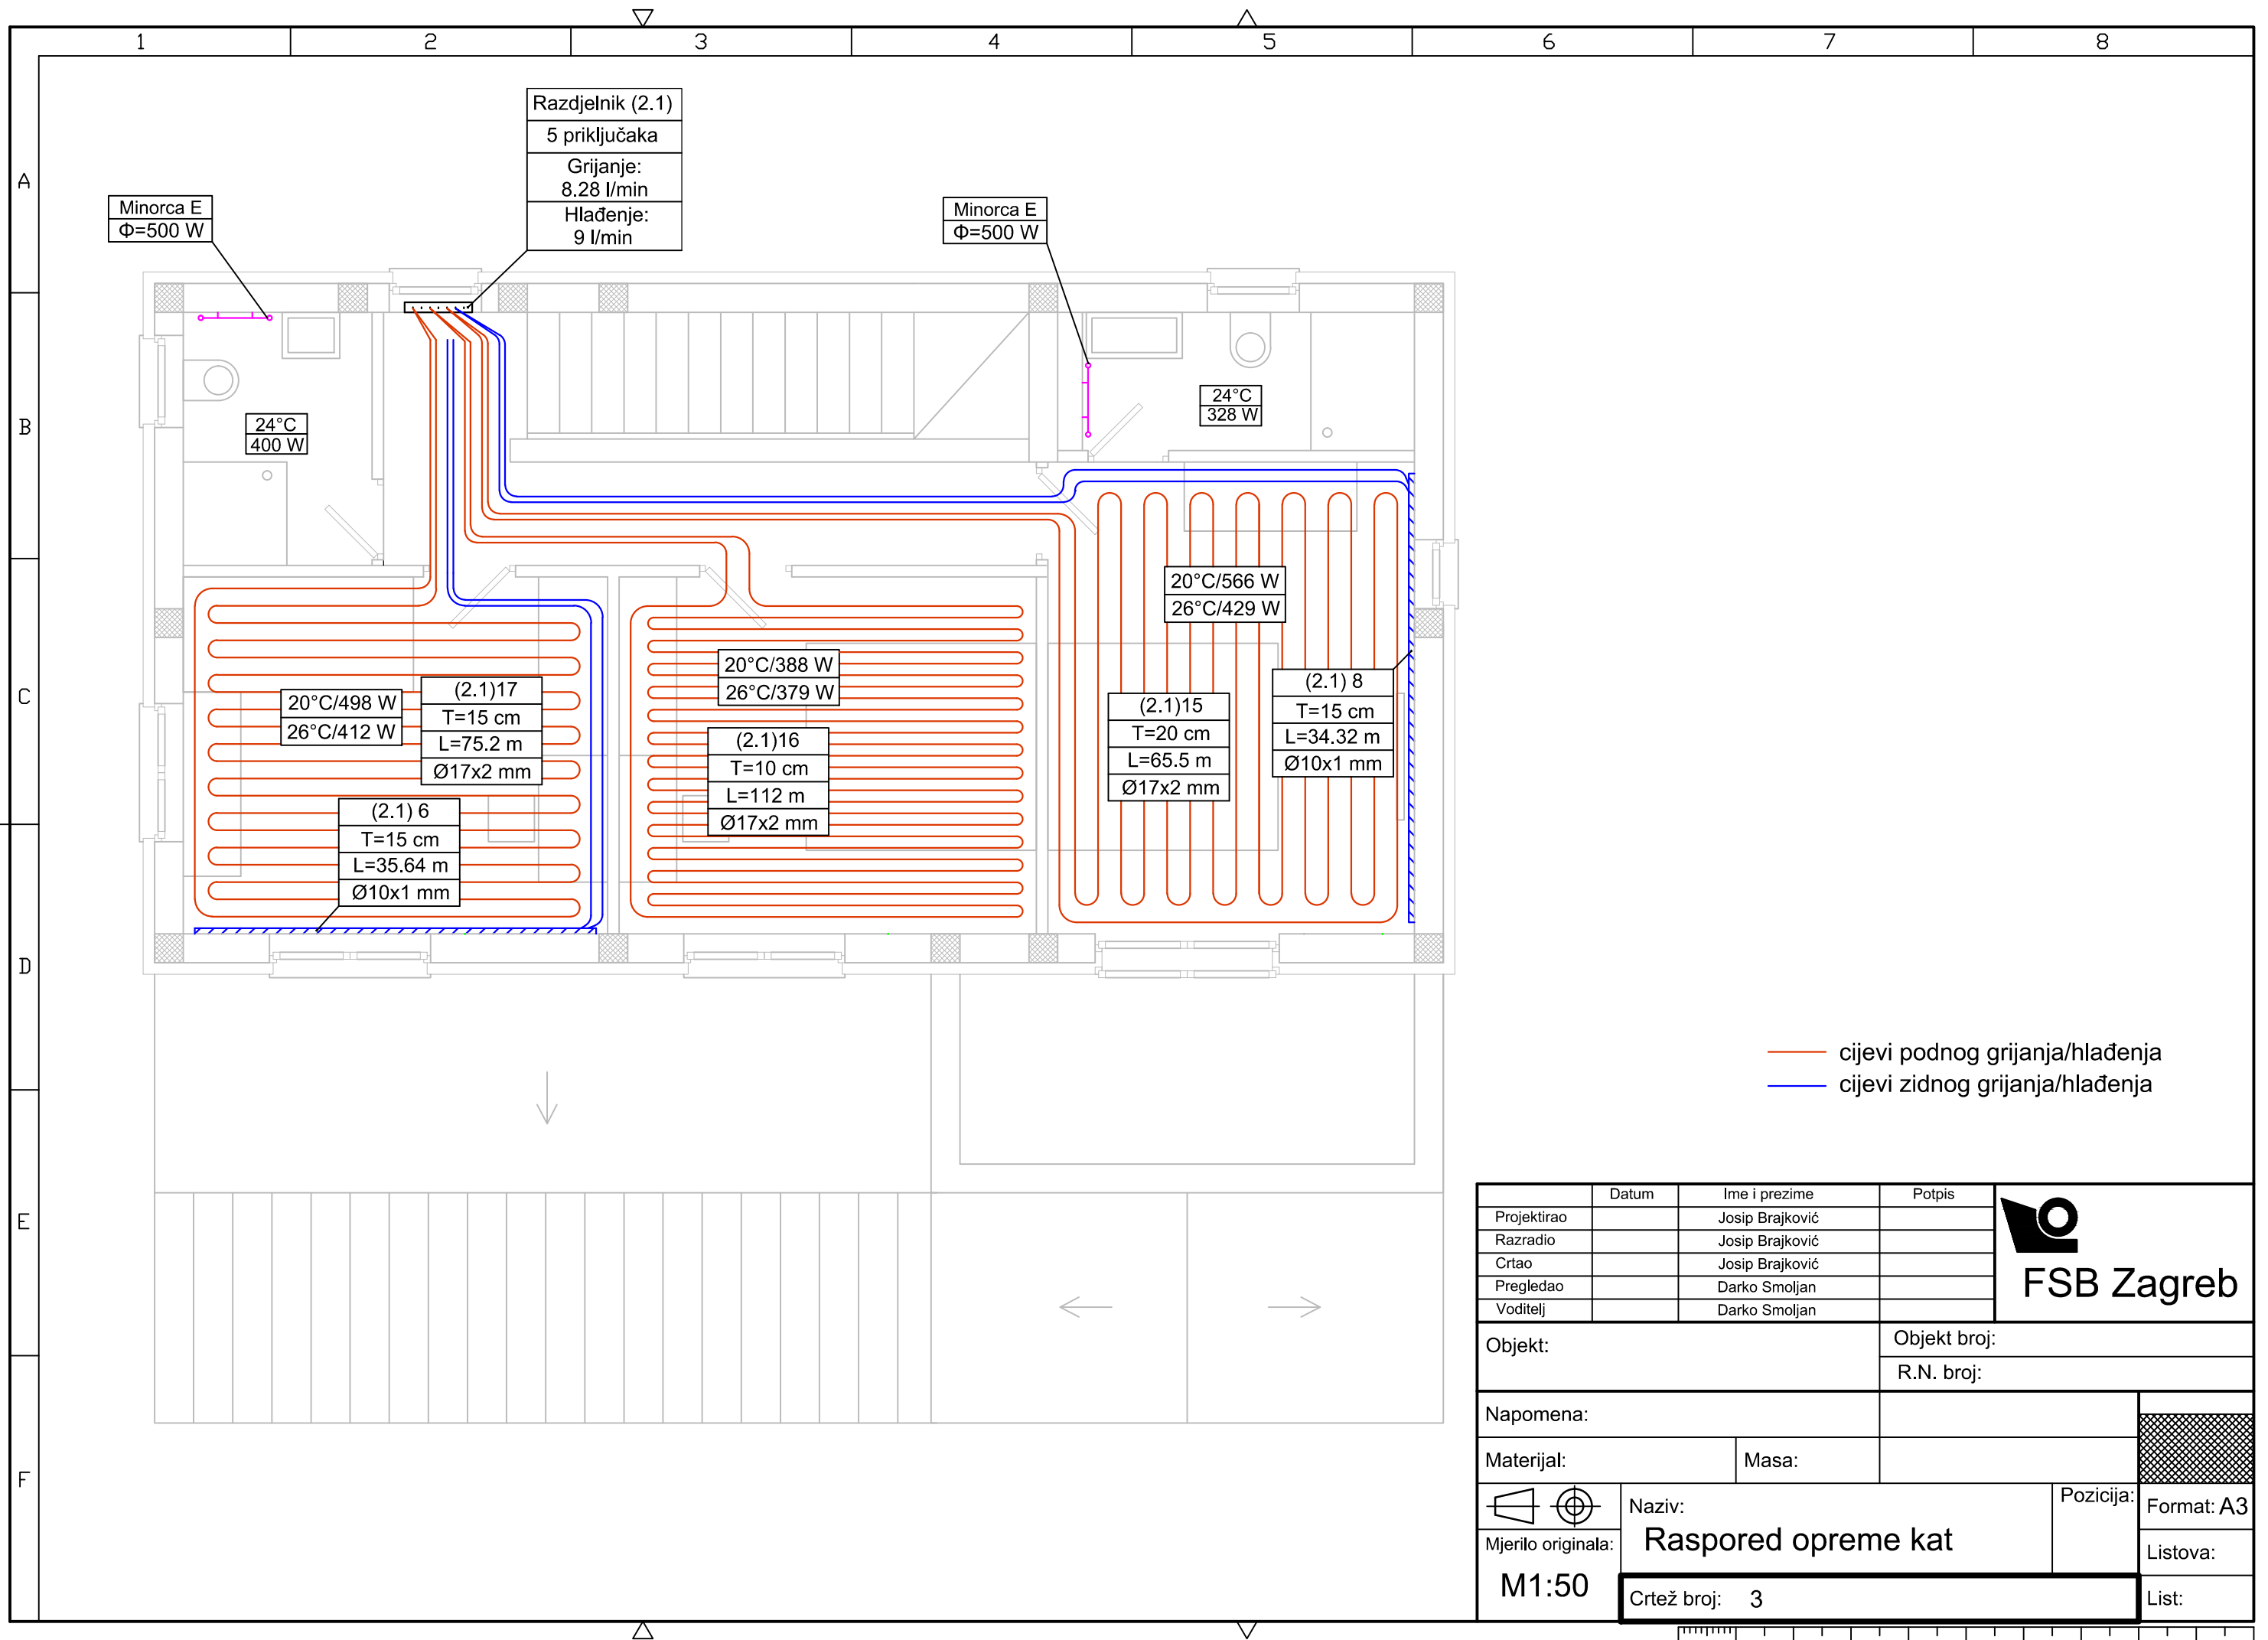 1 2 3 4 5 6 7 8
A
B
C
D
E
F
Razdjelnik (2.1)
5 priključaka
Grijanje:
8.28 l/min
Hlađenje:
9 l/min
Minorca E
Φ=500 W
Minorca E
Φ=500 W
24°C
400 W
24°C
328 W
20°C/566 W
26°C/429 W
20°C/498 W
26°C/412 W
(2.1)17
T=15 cm
L=75.2 m
Ø17x2 mm
20°C/388 W
26°C/379 W
(2.1)16
T=10 cm
L=112 m
Ø17x2 mm
(2.1)15
T=20 cm
L=65.5 m
Ø17x2 mm
(2.1) 8
T=15 cm
L=34.32 m
Ø10x1 mm
(2.1) 6
T=15 cm
L=35.64 m
Ø10x1 mm
cijevi podnog grijanja/hlađenja
cijevi zidnog grijanja/hlađenja
Datum Ime i prezime Potpis
Projektirao Josip Brajković
Razradio Josip Brajković
Crtao Josip Brajković
Pregledao Darko Smoljan
Voditelj Darko Smoljan
FSB Zagreb
Objekt:
Objekt broj:
R.N. broj:
Napomena:
Materijal: Masa:
Naziv:
Raspored opreme kat
Pozicija:
Format: A3
Mjerilo originala:
M1:50
Listova:
Crtež broj: 3
List: